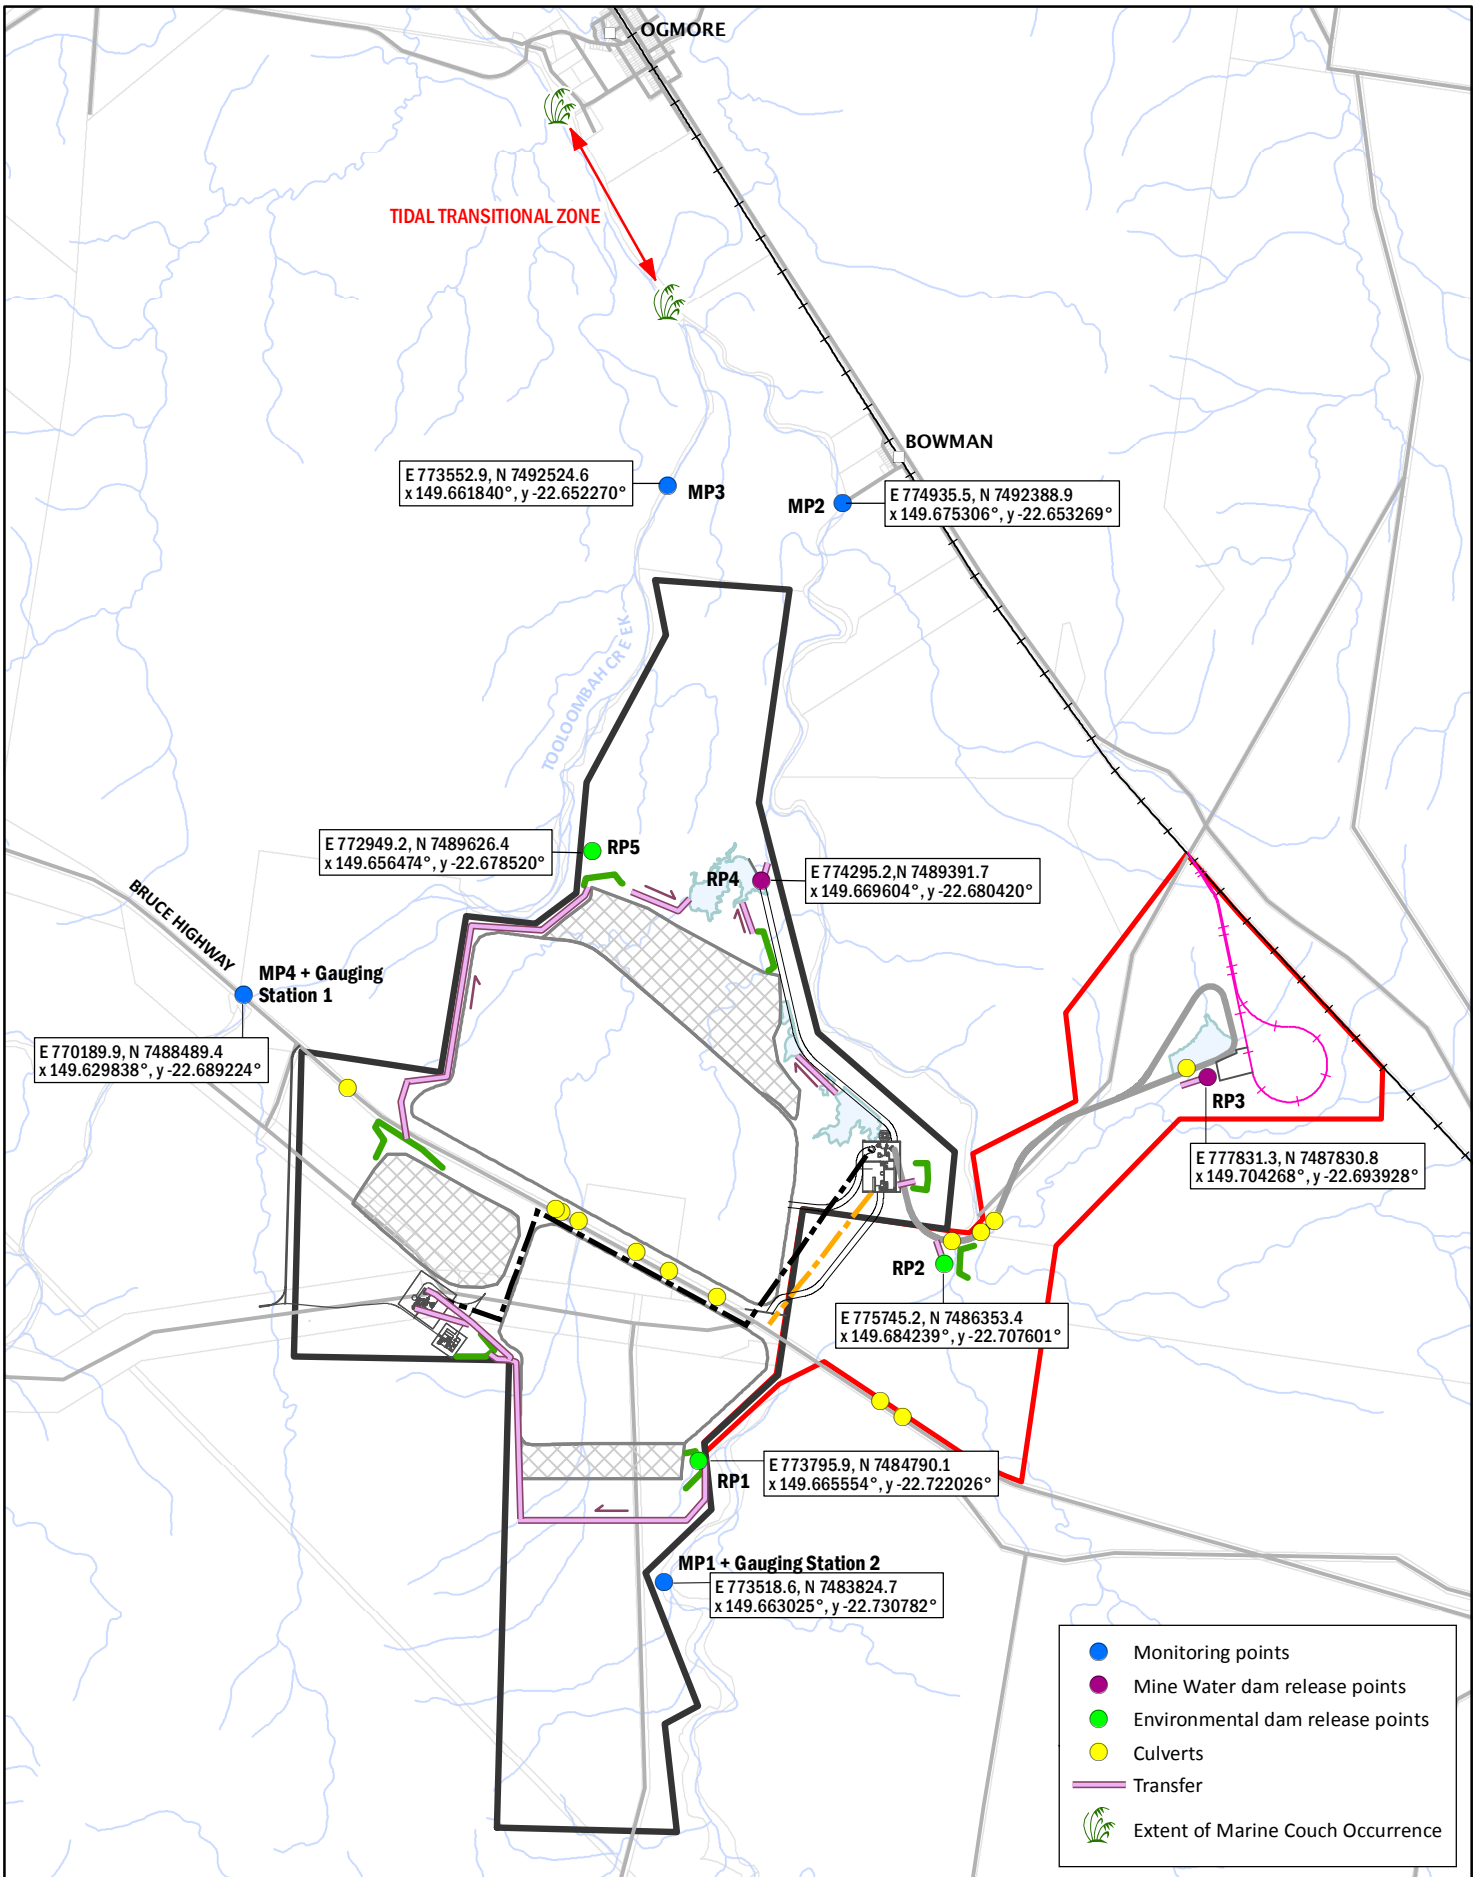 OGMORE
TIDAL TRANSITIONAL ZONE
BOWMAN
E 773552.9, N 7492524.6
x 149.661840°, y -22.652270°
MP3
MP2
E 774935.5, N 7492388.9
x 149.675306°, y -22.653269°
TOOLOOMBAH CREEK
E 772949.2, N 7489626.4
x 149.656474°, y -22.678520°
RP5
RP4
E 774295.2, N 7489391.7
x 149.669604°, y -22.680420°
BRUCE HIGHWAY
MP4 + Gauging
Station 1
E 770189.9, N 7488489.4
x 149.629838°, y -22.689224°
RP3
E 777831.3, N 7487830.8
x 149.704268°, y -22.693928°
RP2
E 775745.2, N 7486353.4
x 149.684239°, y -22.707601°
E 773795.9, N 7484790.1
x 149.665554°, y -22.722026°
RP1
MP1 + Gauging Station 2
E 773518.6, N 7483824.7
x 149.663025°, y -22.730782°
Monitoring points
Mine Water dam release points
Environmental dam release points
Culverts
Transfer
Extent of Marine Couch Occurrence